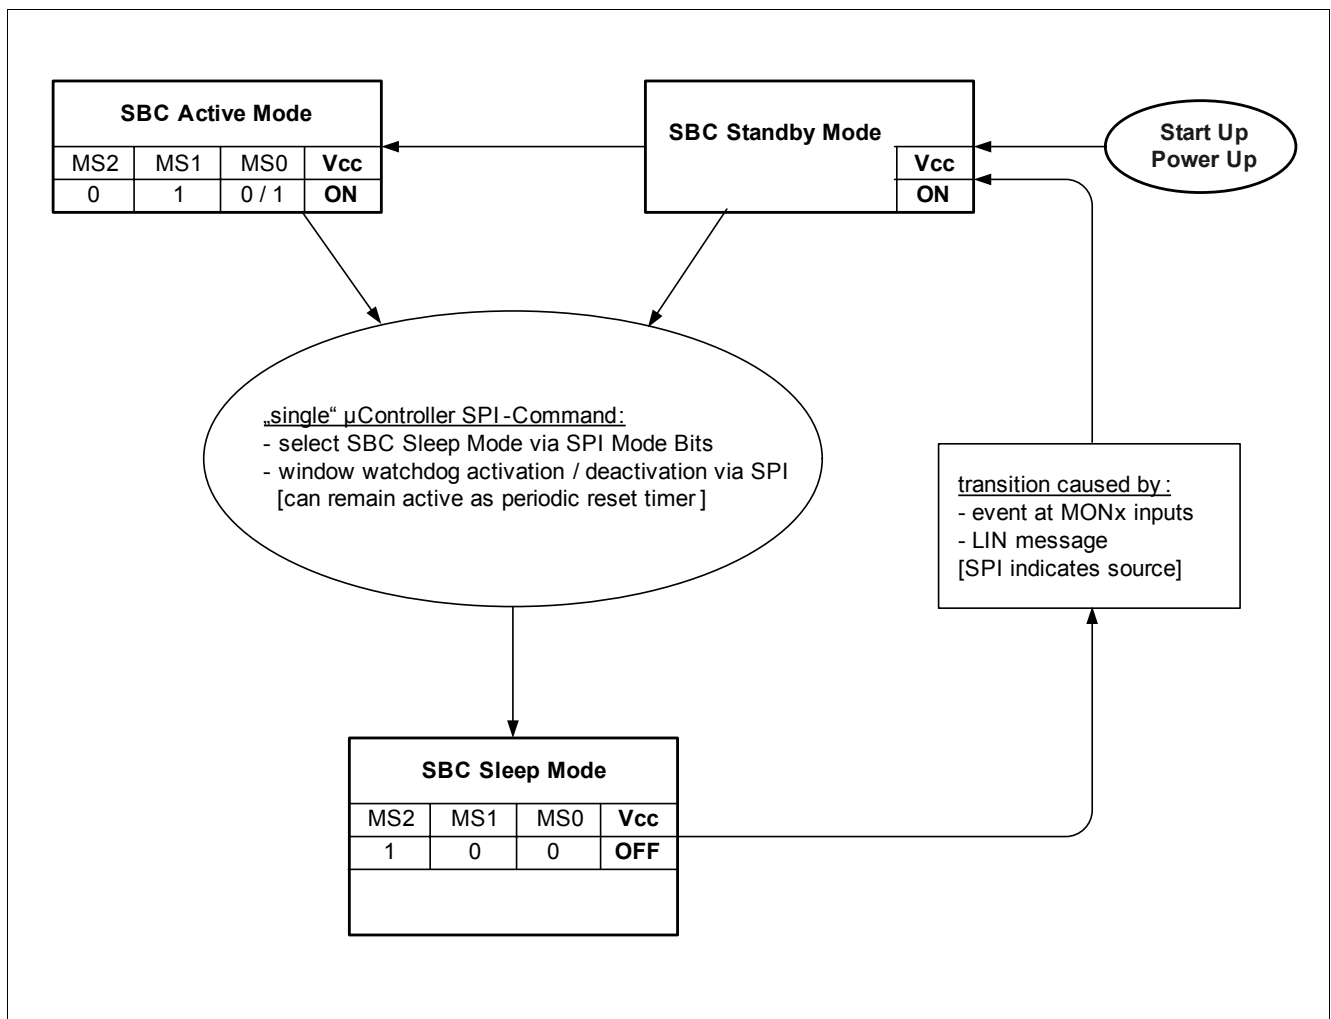 SBC Active Mode
MS2 MS1 MS0 Vcc
0 1 0 / 1 ON
SBC Standby Mode
Vcc
ON
Start Up
Power Up
„single“ µController SPI-Command:
- select SBC Sleep Mode via SPI Mode Bits
- window watchdog activation / deactivation via SPI
[can remain active as periodic reset timer]
transition caused by:
- event at MONx inputs
- LIN message
[SPI indicates source]
SBC Sleep Mode
MS2 MS1 MS0 Vcc
1 0 0 OFF